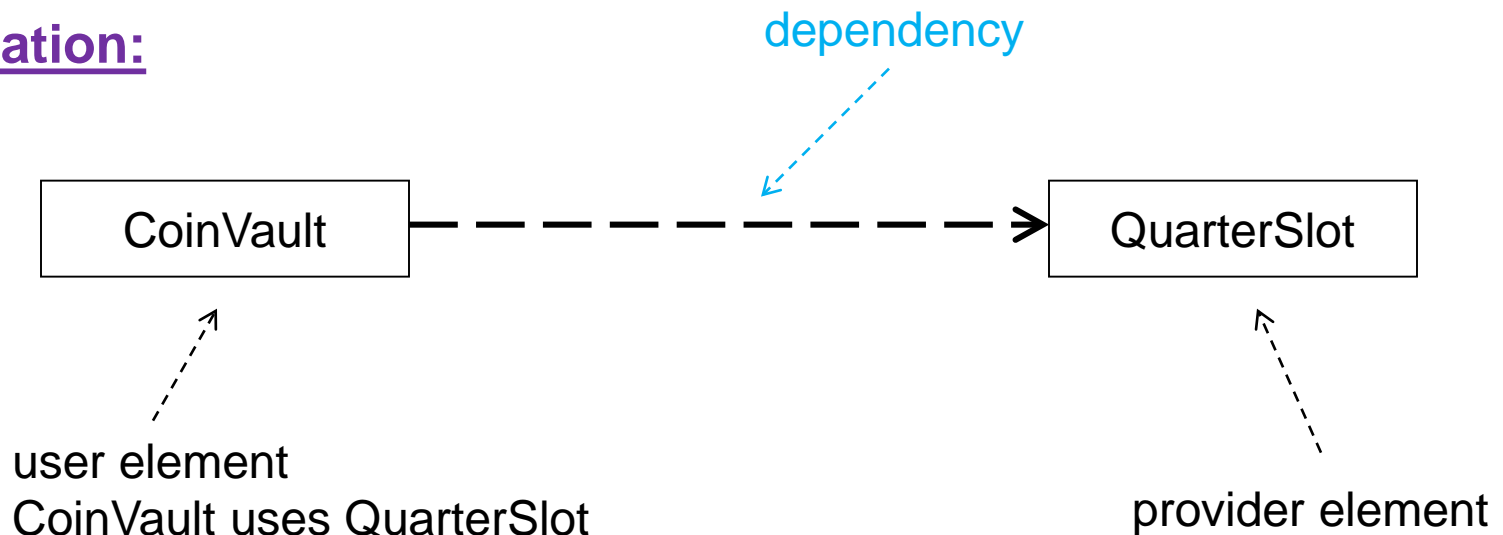 ation:
dependency
CoinVault
QuarterSlot
user element
CoinVault uses QuarterSlot
provider element